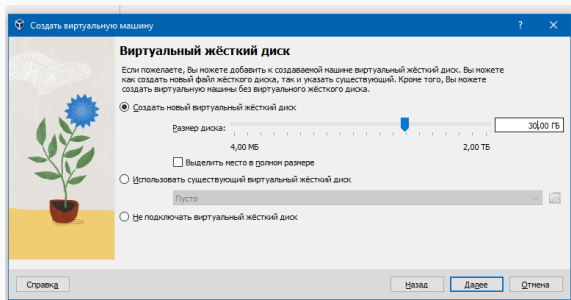 Создать виртуальную машину
?
Виртуальный жёсткий диск
Если пожелаете, Вы можете добавить к создаваемой машине виртуальный жёсткий диск. Вы можете
как создать новый файл жёсткого диска, так и указать существующий. Кроме того, Вы можете
создать виртуальную машины без виртуального жёсткого диска.
Создать новый виртуальный жёсткий диск
Размер диска:
30,00 ГБ
4,00 МБ
2,00 ТБ
Выделить место в полном размере
Использовать существующий виртуальный жёсткий диск
Пусто
Не подключать виртуальный жёсткий диск
Справка
Назад
Далее
Отмена